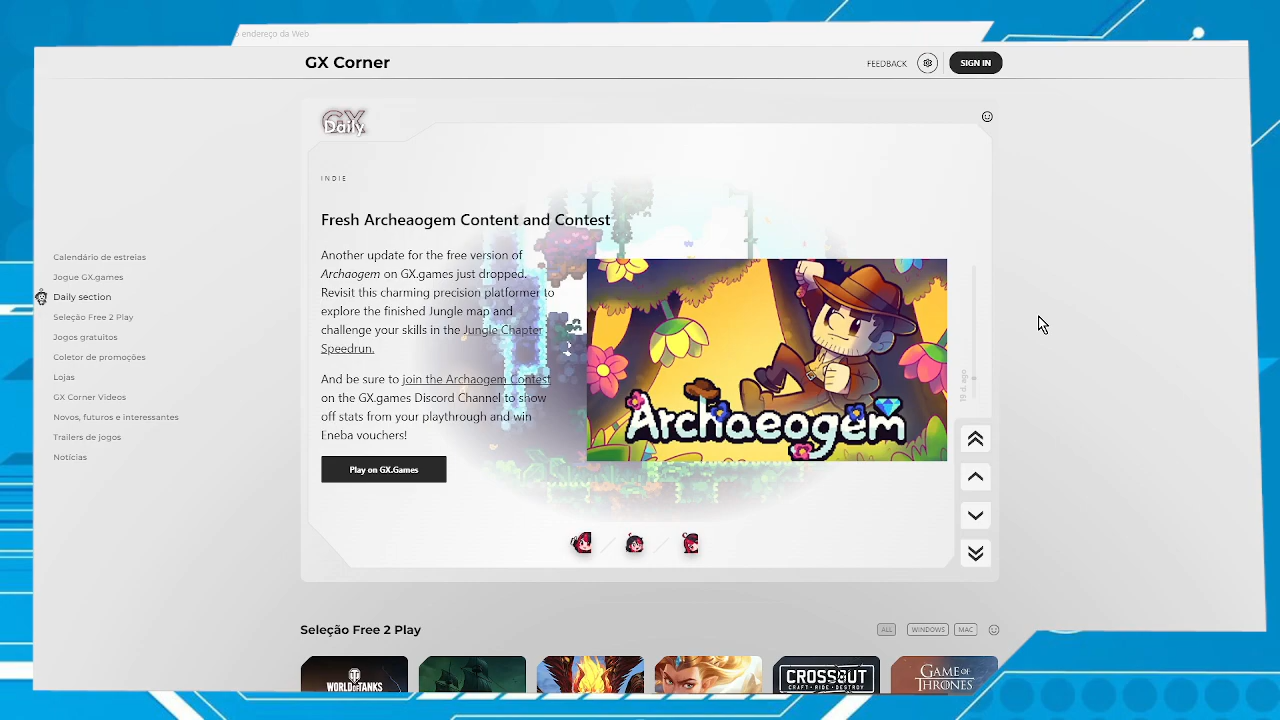 o endereço da Web
GX Corner
FEEDBACK
SIGN IN
GX
Daily
INDIE
Fresh Archeaogem Content and Contest
Another update for the free version of
Archaogem on GX.games just dropped.
Revisit this charming precision platformer to
explore the finished Jungle map and
challenge your skills in the Jungle Chapter
Speedrun.
And be sure to join the Archaogem Contest
on the GX.games Discord Channel to show
off stats from your playthrough and win
Eneba vouchers!
Play on GX.Games
Archaeogem
18 d. ago
Calendário de estreias
Jogue GX.games
Daily section
Seleção Free 2 Play
Jogos gratuitos
Coletor de promoções
Lojas
GX Corner Videos
Novos, futuros e interessantes
Trailers de jogos
Notícias
Seleção Free 2 Play
ALL
WINDOWS
MAC
WORLD OF TANKS
CROSSOUT
CRAFT • RIDE • DESTROY
GAME OF
THRONES